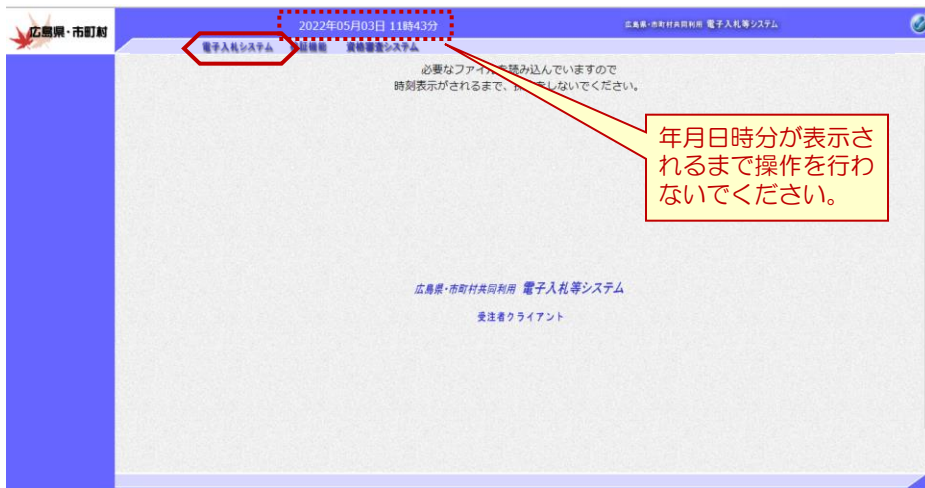 広島県・市町村
2022年05月03日 11時43分
広島県・市町村共同利用 電子入札等システム
電子入札システム 証機能 資格審査システム
必要なファイルを読み込んでいますので
時刻表示がされるまで、操作をしないでください。
年月日時分が表示さ
れるまで操作を行わ
ないでください。
広島県・市町村共同利用 電子入札等システム
受注者クライアント